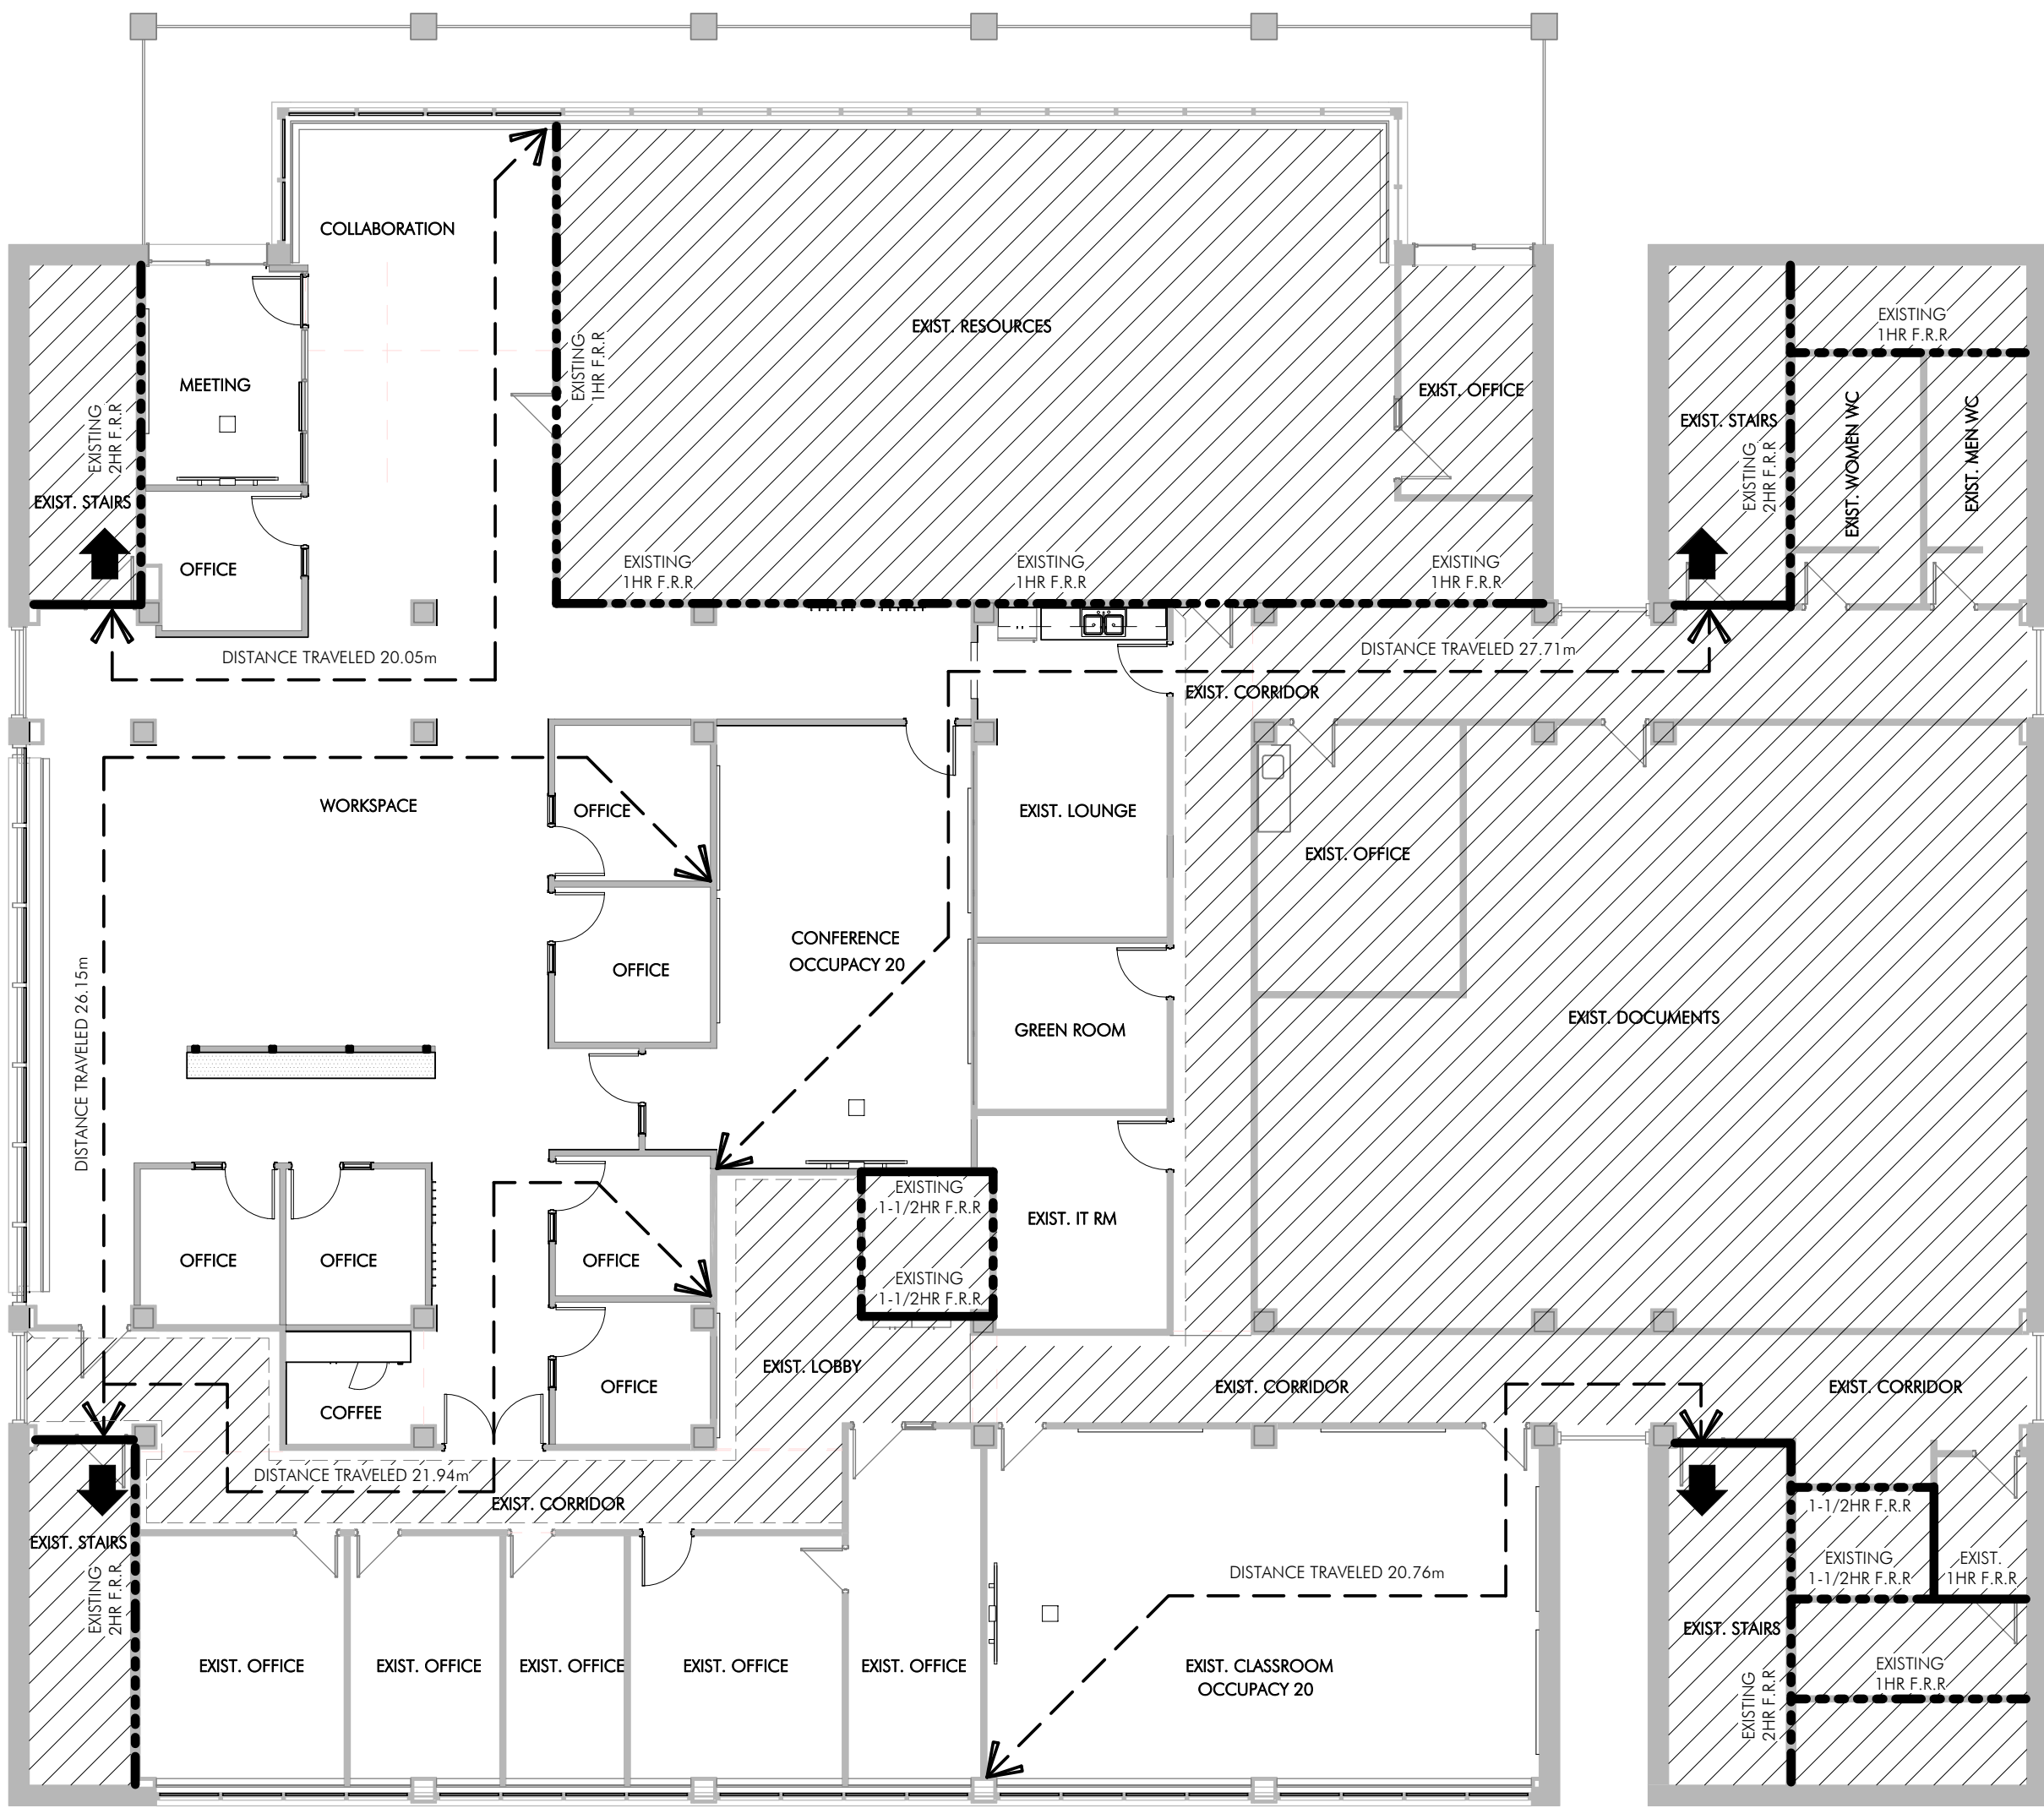 COLLABORATION
EXISTING
1HR F.R.R
EXIST. RESOURCES
EXISTING
1HR F.R.R
MEETING
EXIST. OFFICE
EXISTING
2HR F.R.R
EXIST. STAIRS
EXIST. STAIRS
EXISTING
2HR F.R.R
EXIST. WOMEN WC
EXIST. MEN WC
OFFICE
EXISTING
1HR F.R.R
EXISTING
1HR F.R.R
EXISTING
1HR F.R.R
DISTANCE TRAVELED 20.05m
DISTANCE TRAVELED 27.71m
EXIST. CORRIDOR
WORKSPACE
OFFICE
EXIST. LOUNGE
EXIST. OFFICE
CONFERENCE
OCCUPACY 20
OFFICE
DISTANCE TRAVELED 26.15m
GREEN ROOM
EXIST. DOCUMENTS
EXISTING
1-1/2HR F.R.R
EXIST. IT RM
OFFICE
OFFICE
OFFICE
EXISTING
1-1/2HR F.R.R
EXIST. LOBBY
OFFICE
EXIST. CORRIDOR
EXIST. CORRIDOR
COFFEE
DISTANCE TRAVELED 21.94m
EXIST. CORRIDOR
1-1/2HR F.R.R
EXIST. STAIRS
EXISTING
2HR F.R.R
DISTANCE TRAVELED 20.76m
EXISTING
1-1/2HR F.R.R
EXIST.
1HR F.R.R
EXIST. STAIRS
EXIST. OFFICE
EXIST. OFFICE
EXIST. OFFICE
EXIST. OFFICE
EXIST. OFFICE
EXIST. CLASSROOM
OCCUPACY 20
EXISTING
2HR F.R.R
EXISTING
1HR F.R.R